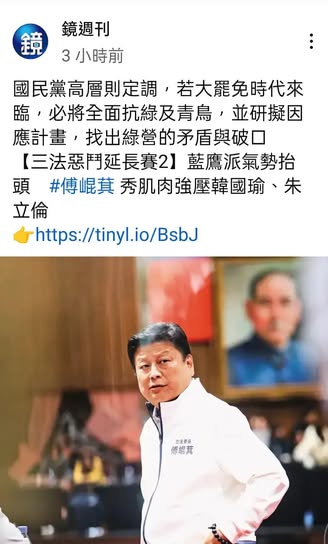 鏡
鏡週刊
3 小時前
國民黨高層則定調，若大罷免時代來
臨，必將全面抗綠及青鳥，並研擬因
應計畫，找出綠營的矛盾與破口
【三法惡鬥延長賽2】藍鷹派氣勢抬
頭 #傅崐萁 秀肌肉強壓韓國瑜、朱
立倫
👉https://tinyl.io/BsbJ
傅崐萁